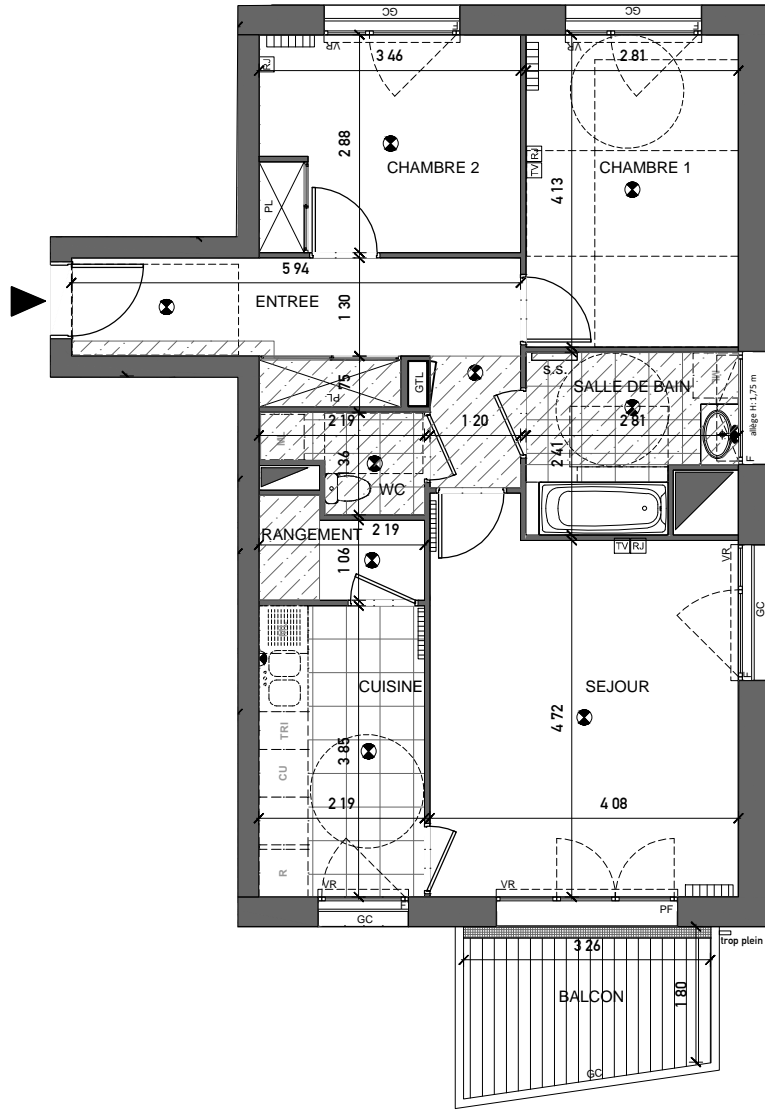 GC
GC
VR
F
VR
F
3 46
2 81
RJ
2 88
CHAMBRE 2
TV RJ
CHAMBRE 1
4 13
PL
5 94
ENTREE
1 30
PL
75
GTL
S.S.
SALLE DE BAIN
allège H: 1,75 m
F
2 19
1 20
2 81
2 41
ML
36
WC
RANGEMENT
2 19
1 06
TV RJ
VR
GC
F
CUISINE
SEJOUR
TRI
CU
3 85
4 72
2 19
4 08
R
VR
F
GC
VR
PF
trop plein
3 26
BALCON
1 80
GC